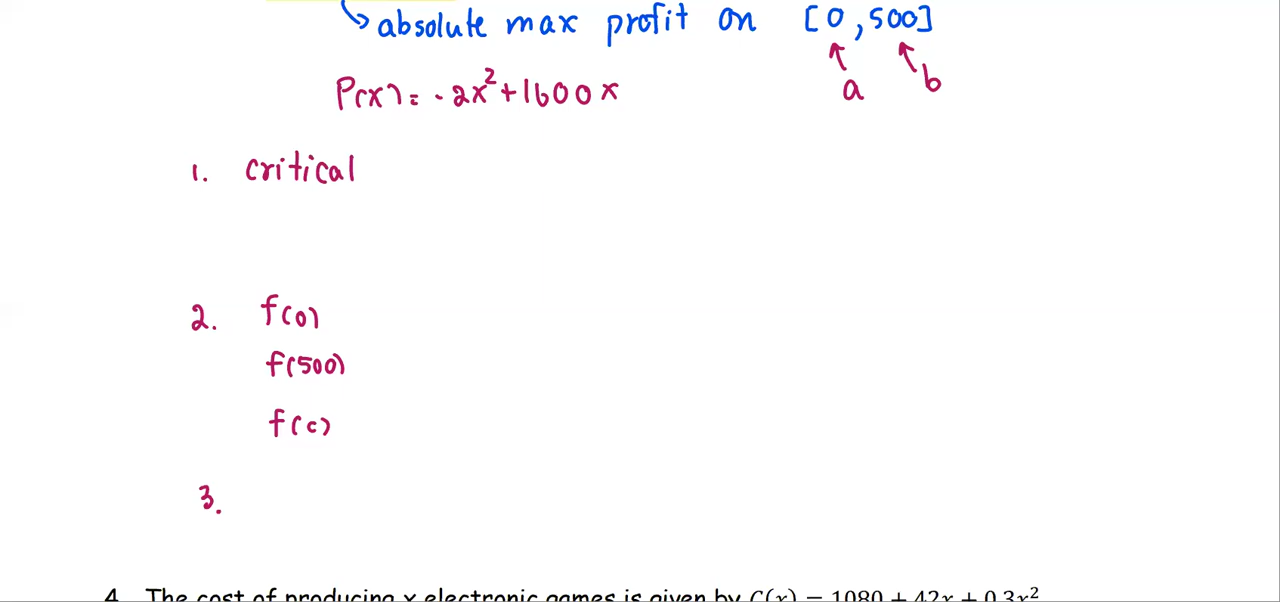 absolute max profit on [0,500]
P(x) = -2x²+1600x
a
b
1. critical
2. f(0)
f(500)
f(c)
3.
4. The cost of producing x electronic games is given by C(x) = 1080 + 42x + 0.3x²